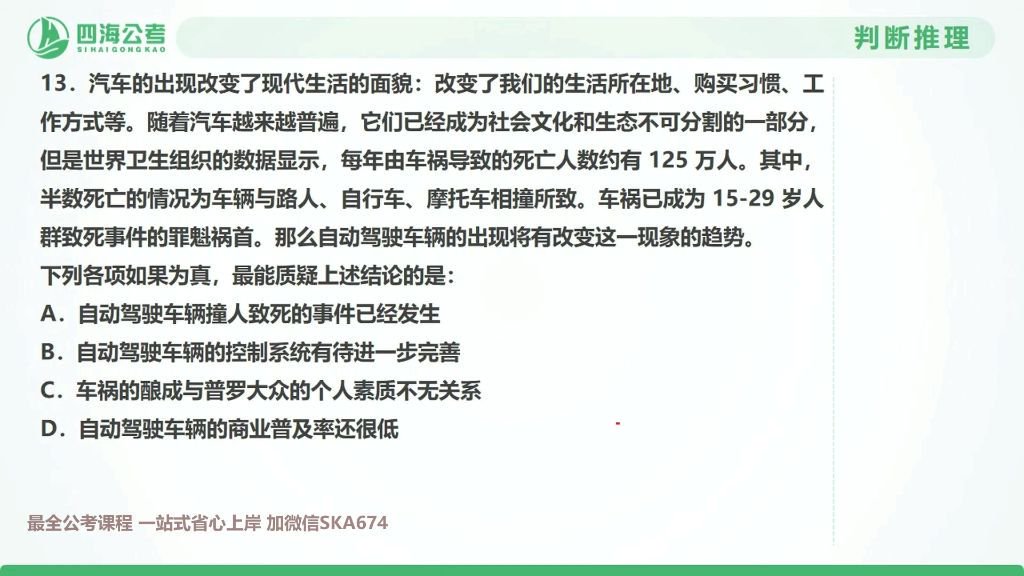 四海公考
SIHAIGONGKAO
判断推理
13．汽车的出现改变了现代生活的面貌：改变了我们的生活所在地、购买习惯、工
作方式等。随着汽车越来越普遍，它们已经成为社会文化和生态不可分割的一部分，
但是世界卫生组织的数据显示，每年由车祸导致的死亡人数约有 125 万人。其中，
半数死亡的情况为车辆与路人、自行车、摩托车相撞所致。车祸已成为 15-29 岁人
群致死事件的罪魁祸首。那么自动驾驶车辆的出现将有改变这一现象的趋势。
下列各项如果为真，最能质疑上述结论的是：
A．自动驾驶车辆撞人致死的事件已经发生
B．自动驾驶车辆的控制系统有待进一步完善
C．车祸的酿成与普罗大众的个人素质不无关系
D．自动驾驶车辆的商业普及率还很低
最全公考课程 一站式省心上岸 加微信SKA674